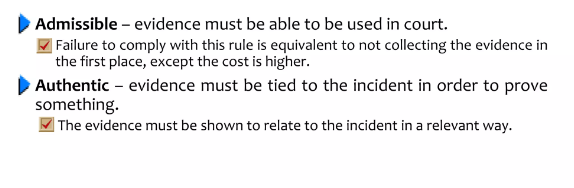 Admissible – evidence must be able to be used in court.
Failure to comply with this rule is equivalent to not collecting the evidence in
the first place, except the cost is higher.
Authentic – evidence must be tied to the incident in order to prove
something.
The evidence must be shown to relate to the incident in a relevant way.